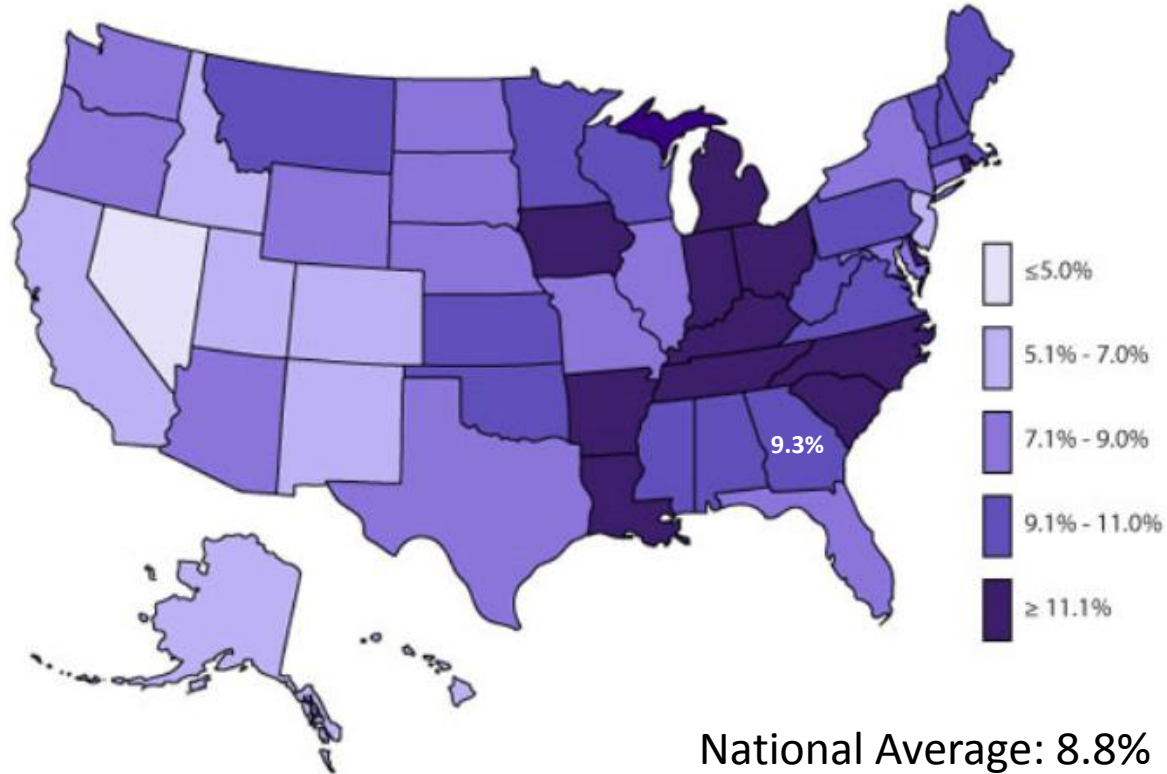 ≤5.0%
5.1% - 7.0%
7.1% - 9.0%
9.3%
9.1% - 11.0%
≥ 11.1%
National Average: 8.8%